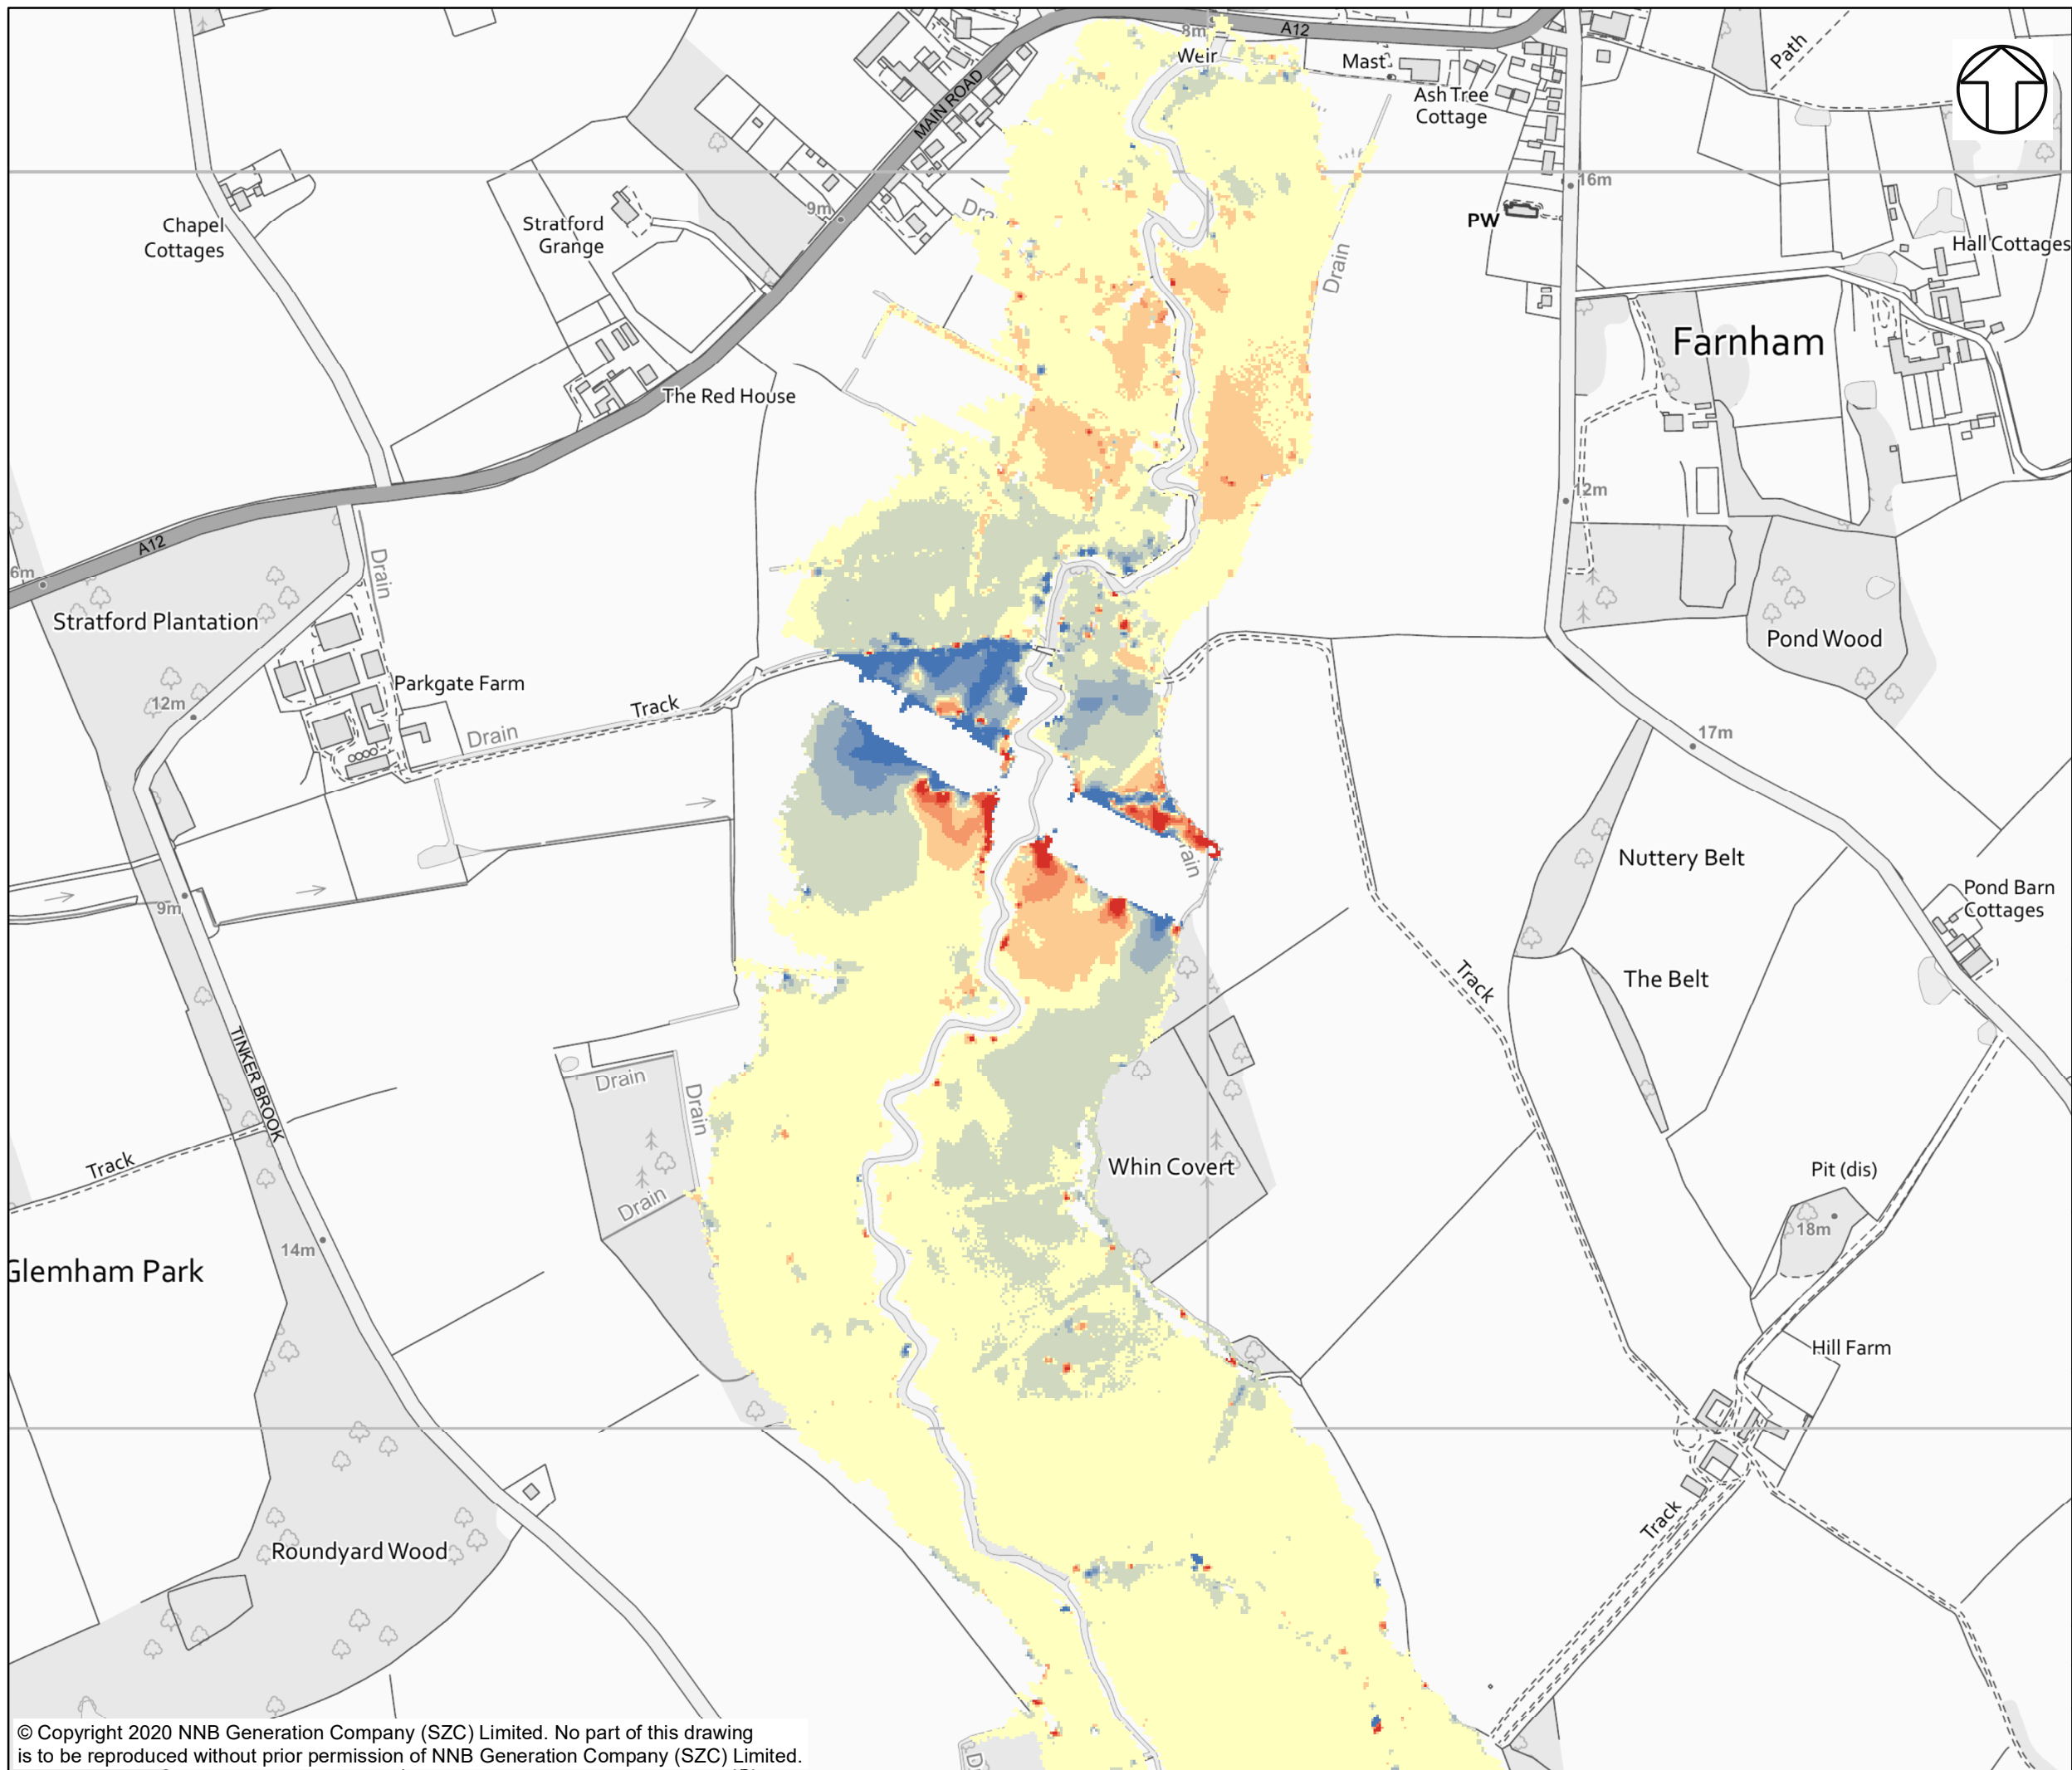 A12
8m
Weir
Mast
Path
Ash Tree
Cottage
MAIN ROAD
16m
9m
PW
Chapel
Cottages
Stratford
Grange
Drain
Hall Cottages
Farnham
The Red House
12m
A12
6m
Drain
Stratford Plantation
Pond Wood
Parkgate Farm
12m
Track
Drain
17m
Nuttery Belt
9m
Pond Barn
Cottages
The Belt
Track
TINKER BROOK
Drain
Drain
Whin Covert
Track
Pit (dis)
Drain
18m
14m
Glemham Park
Hill Farm
Track
Roundyard Wood
© Copyright 2020 NNB Generation Company (SZC) Limited. No part of this drawing
is to be reproduced without prior permission of NNB Generation Company (SZC) Limited.